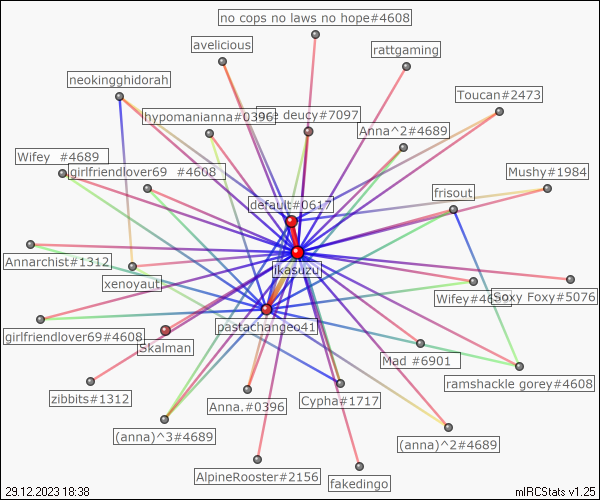 no cops no laws no hope#4608
avelicious
rattgaming
neokingghidorah
Toucan#2473
hypomanianna#0396
deucy#7097
Anna^2#4689
Wifey #4689
girlfriendlover69 #4608
Mushy#1984
frisout
default#0617
Annarchist#1312
ikasuzu
xenoyaut
Wifey#4689
Soxy Foxy#5076
pastachangeo41
girlfriendlover69#4608
Skalman
Mad #6901
ramshackle gorey#4608
zibbits#1312
Anna.#0396
Cypha#1717
(anna)^3#4689
(anna)^2#4689
AlpineRooster#2156
fakedingo
29.12.2023 18:38
mIRCStats v1.25